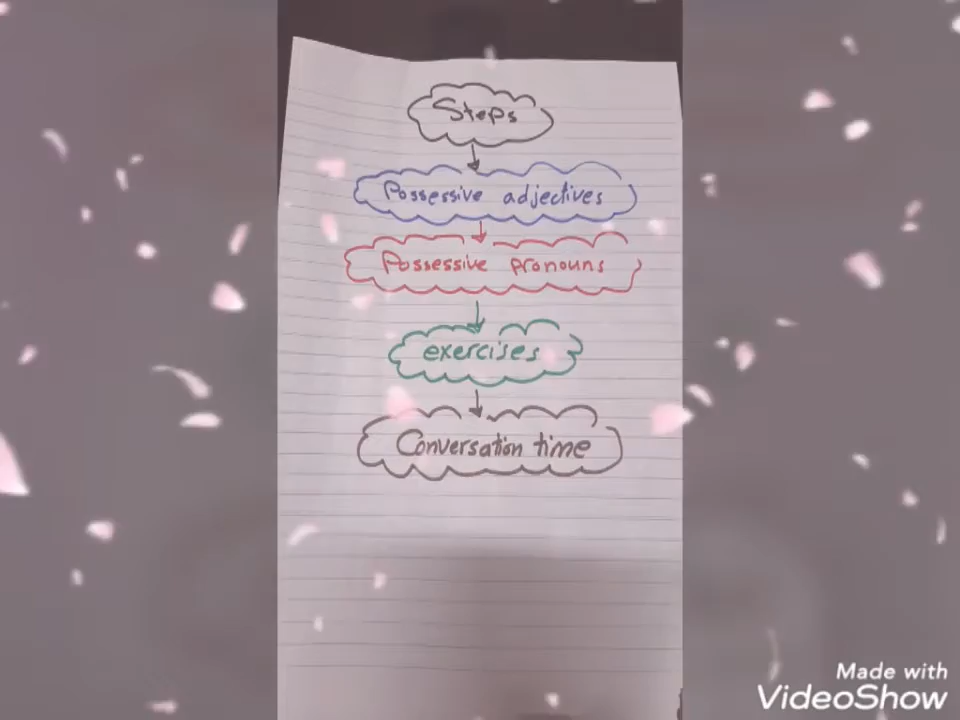 Steps
Possessive adjectives
Possessive pronouns
exercises
Conversation time
Made with
VideoShow